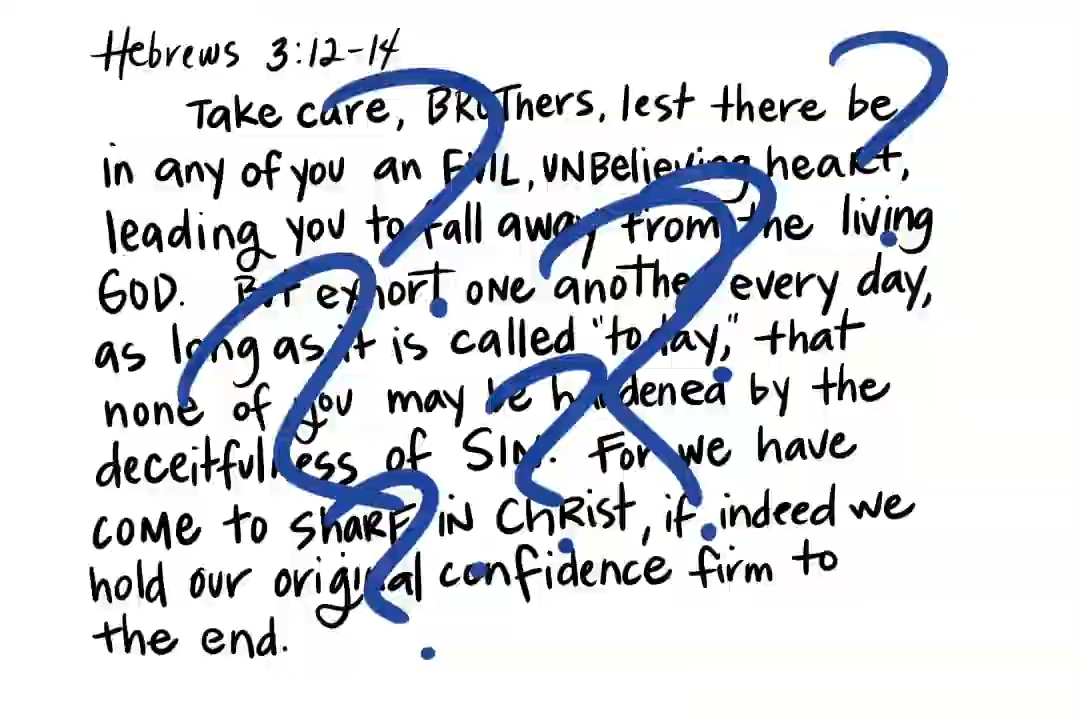 Hebrews 3:12-14
Take care, BROTHers, lest there be
in any of you an EVIL, UNBelieving heart,
leading you to fall away from the living
GOD. But exhort one another every day,
as long as it is called "today," that
none of you may be hardened by the
deceitfulness of SIN. For we have
come to share in Christ, if indeed we
hold our original confidence firm to
the end.